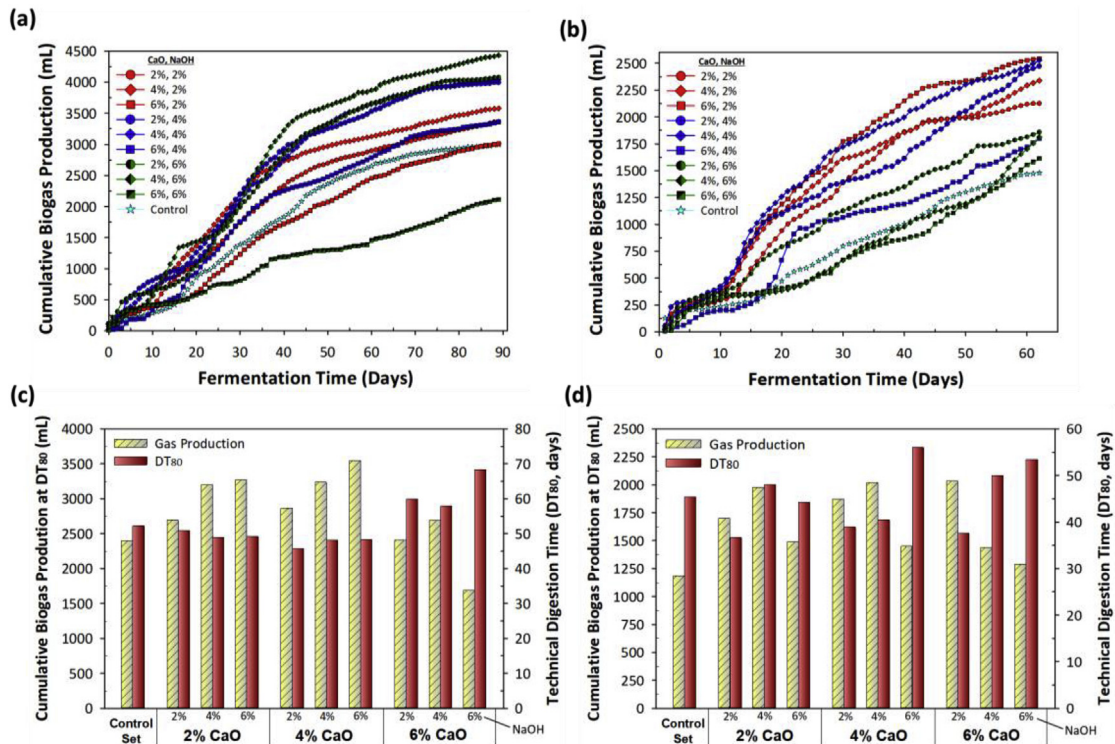 (a)
Cumulative Biogas Production (mL)
4500
4000
3500
3000
2500
2000
1500
1000
500
0
CaO, NaOH
2%, 2%
4%, 2%
6%, 2%
2%, 4%
4%, 4%
6%, 4%
2%, 6%
4%, 6%
6%, 6%
Control
0 10 20 30 40 50 60 70 80 90
Fermentation Time (Days)
(b)
Cumulative Biogas Production (mL)
2500
2250
2000
1750
1500
1250
1000
750
500
250
0
CaO, NaOH
2%, 2%
4%, 2%
6%, 2%
2%, 4%
4%, 4%
6%, 4%
2%, 6%
4%, 6%
6%, 6%
Control
0 10 20 30 40 50 60
Fermentation Time (Days)
(c)
Cumulative Biogas Prodution at DT80 (mL)
4000
3500
3000
2500
2000
1500
1000
500
0
Gas Production
DT80
80
70
60
50
40
30
20
10
0
Technical Digestion Time (DT80, days)
Control
Set
2% 4% 6% 2% 4% 6% 2% 4% 6%
NaOH
2% CaO 4% CaO 6% CaO
(d)
Cumulative Biogas Prodution at DT80 (mL)
2500
2250
2000
1750
1500
1250
1000
750
500
250
0
Gas Production
DT80
60
50
40
30
20
10
0
Technical Digestion Time (DT80, days)
Control
Set
2% 4% 6% 2% 4% 6% 2% 4% 6%
NaOH
2% CaO 4% CaO 6% CaO